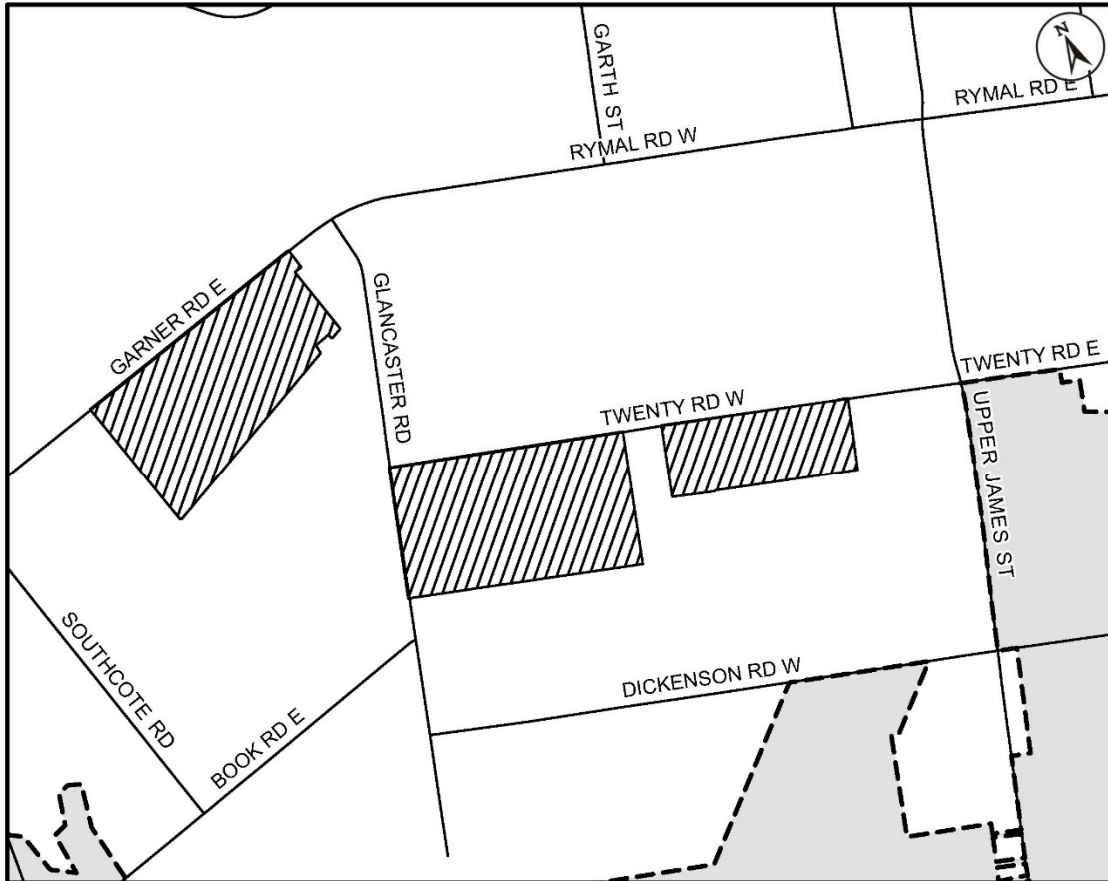 GARTH ST
N
RYMAL RD E
RYMAL RD W
GARNER RD E
GLANCASTER RD
TWENTY RD E
TWENTY RD W
UPPER JAMES ST
SOUTHCOTE RD
DICKENSON RD W
BOOK RD E